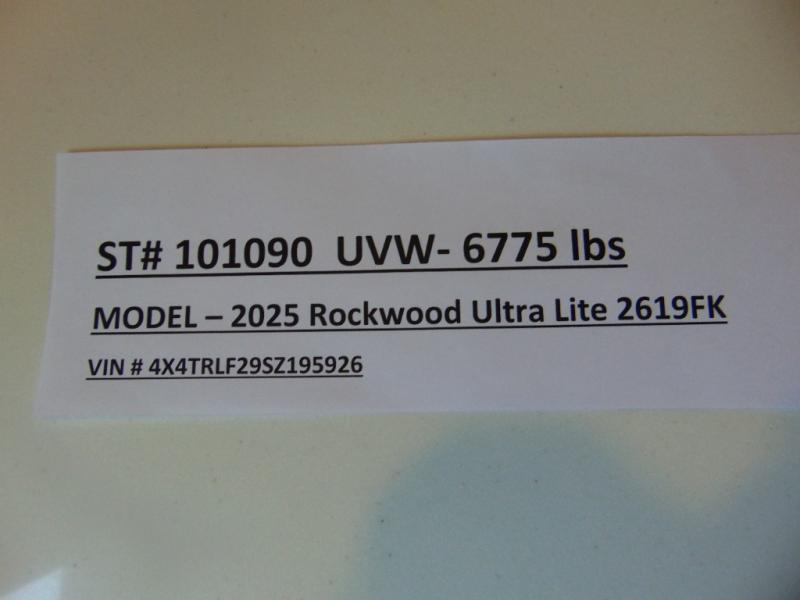 ST# 101090 UVW- 6775 lbs
MODEL – 2025 Rockwood Ultra Lite 2619FK
VIN # 4X4TRLF29SZ195926